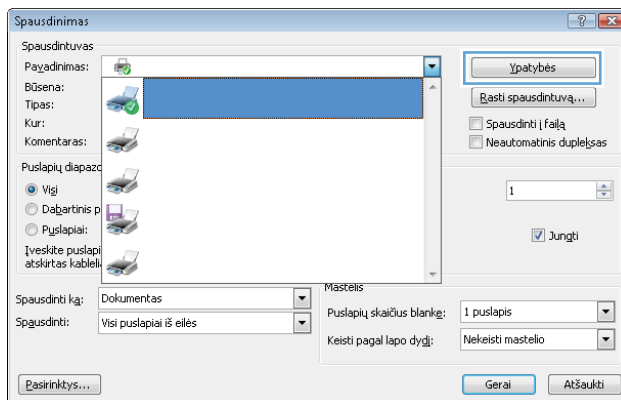 Spausdinimas
Spausdintuvas
Pavadinimas:
Ypatybės
Būsena:
Tipas:
Rasti spausdintuvą...
Kur:
Spausdinti į failą
Komentaras:
Neautomatinis dupleksas
Puslapių diapazo
Visi
1
Dabartinis p
Puslapiai:
Jungti
Įveskite puslapi
atskirtas kableli
Mastelis
Spausdinti ką: Dokumentas
Puslapių skaičius blanke: 1 puslapis
Spausdinti: Visi puslapiai iš eilės
Keisti pagal lapo dydį: Nekeisti mastelio
Pasirinktys...
Gerai
Atšaukti